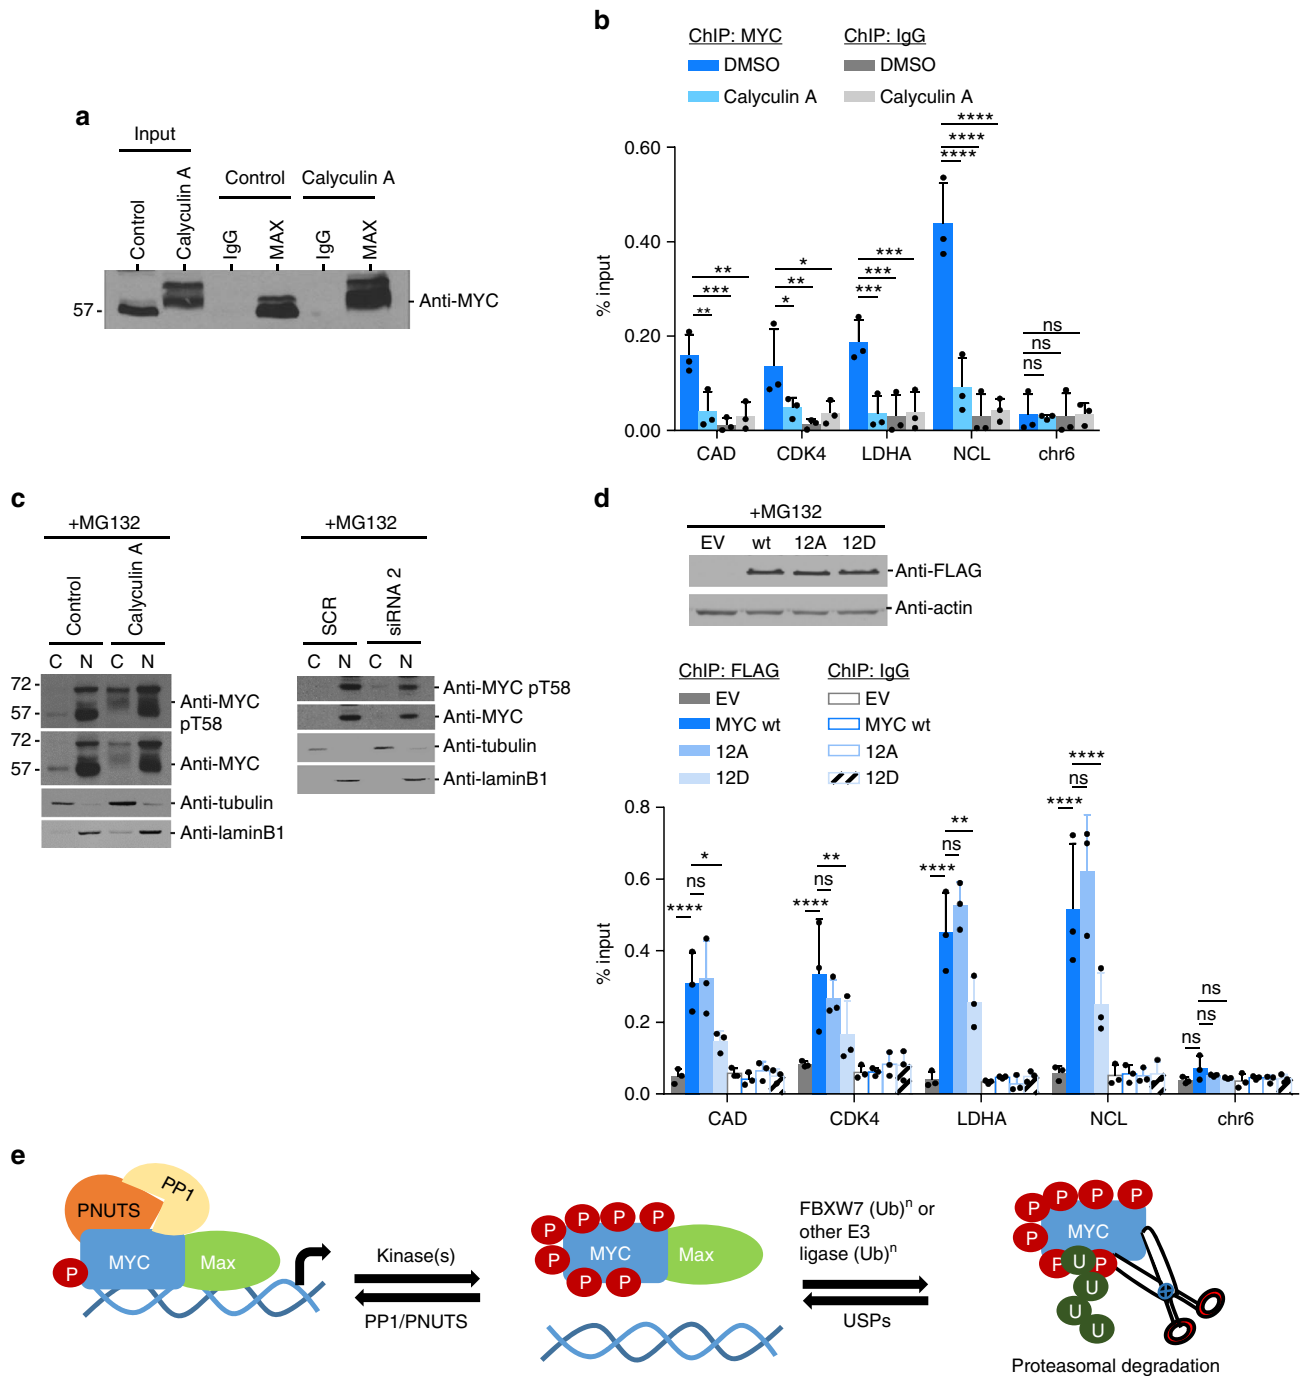 a
Input
Control
Calyculin A
Control
Calyculin A
IgG
MAX
IgG
MAX
57
Anti-MYC
b
ChIP: MYC
ChIP: IgG
DMSO
DMSO
Calyculin A
Calyculin A
% input
0.60
0.40
0.20
0.00
** *** **
* ** *
*** *** ***
**** **** ****
ns ns ns
CAD CDK4 LDHA NCL chr6
c
+MG132
Control
Calyculin A
C N C N
72
57
Anti-MYC
pT58
72
57
Anti-MYC
Anti-tubulin
Anti-laminB1
+MG132
SCR
siRNA 2
C N C N
Anti-MYC pT58
Anti-MYC
Anti-tubulin
Anti-laminB1
d
+MG132
EV wt 12A 12D
Anti-FLAG
Anti-actin
ChIP: FLAG
ChIP: IgG
EV
EV
MYC wt
MYC wt
12A
12A
12D
12D
% input
0.8
0.6
0.4
0.2
0.0
**** ns *
**** ns **
**** ns **
**** ns ****
ns ns ns
CAD CDK4 LDHA NCL chr6
e
PNUTS
PP1
P
MYC
Max
Kinase(s)
PP1/PNUTS
P P P P
P
P
P P
MYC
Max
FBXW7 (Ub)ⁿ or
other E3
ligase (Ub)ⁿ
USPs
P P P P
P
MYC
P U P
U
U
U
Proteasomal degradation